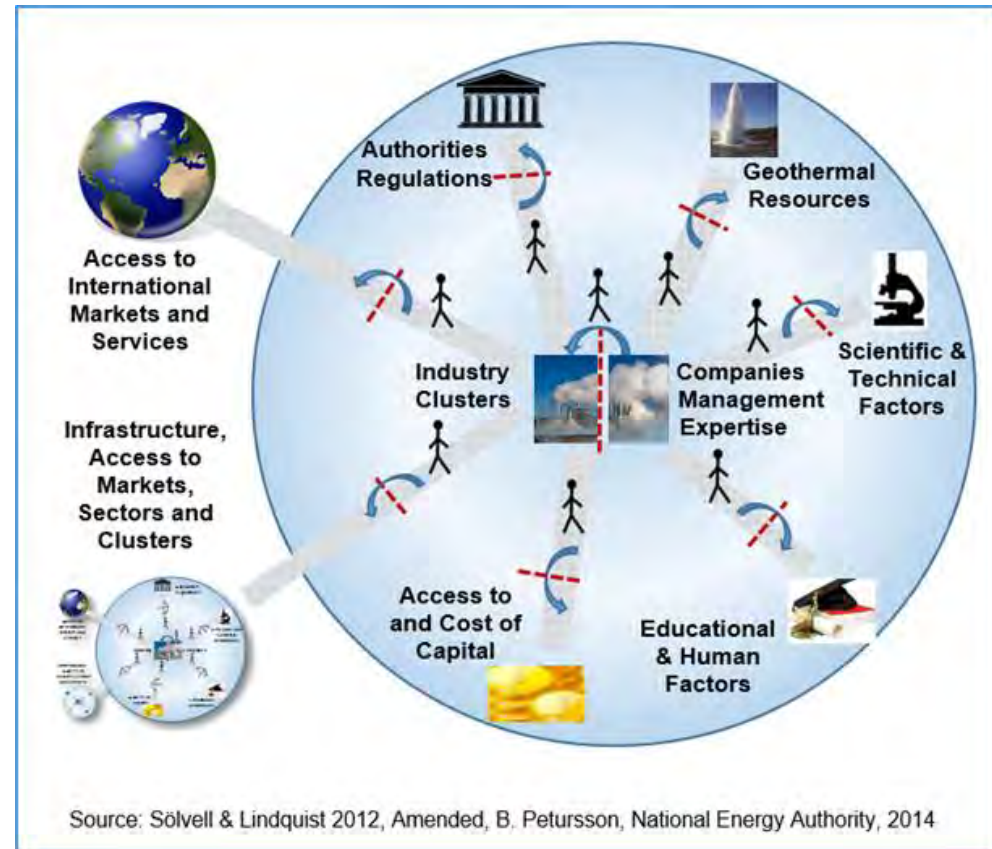 Authorities
Regulations
Geothermal
Resources
Access to
International
Markets and
Services
Scientific &
Technical
Factors
Industry
Clusters
Companies
Management
Expertise
Infrastructure,
Access to
Markets,
Sectors and
Clusters
Access to
and Cost of
Capital
Educational
& Human
Factors
Source: Sölvell & Lindquist 2012, Amended, B. Petursson, National Energy Authority, 2014